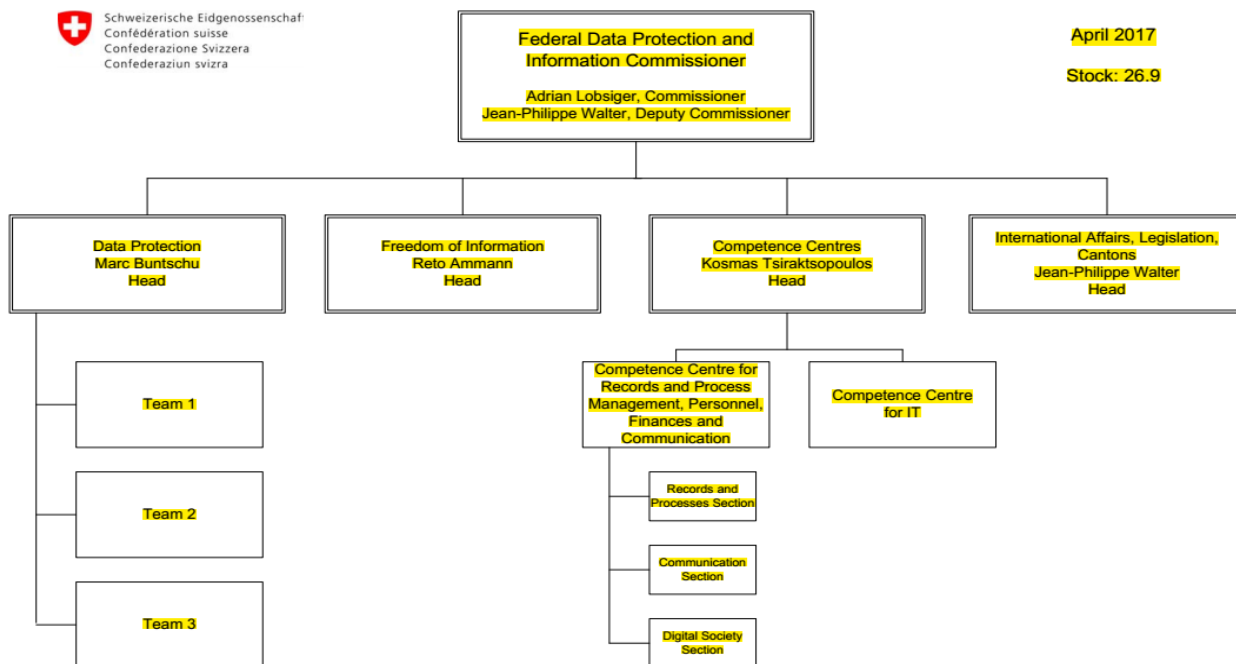 Schweizerische Eidgenossenschaf
Confédération suisse
Confederazione Svizzera
Confederaziun svizra
Federal Data Protection and
Information Commissioner
Adrian Lobsiger, Commissioner
Jean-Philippe Walter, Deputy Commissioner
April 2017
Stock: 26.9
Data Protection
Marc Buntschu
Head
Freedom of Information
Reto Ammann
Head
Competence Centres
Kosmas Tsiraktsopoulos
Head
International Affairs, Legislation,
Cantons
Jean-Philippe Walter
Head
Team 1
Team 2
Team 3
Competence Centre for
Records and Process
Management, Personnel,
Finances and
Communication
Competence Centre
for IT
Records and
Processes Section
Communication
Section
Digital Society
Section